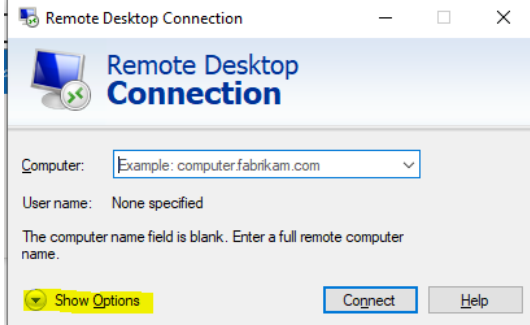 Remote Desktop Connection
Remote Desktop
Connection
Computer: Example: computer.fabrikam.com
User name: None specified
The computer name field is blank. Enter a full remote computer
name.
Show Options Connect Help